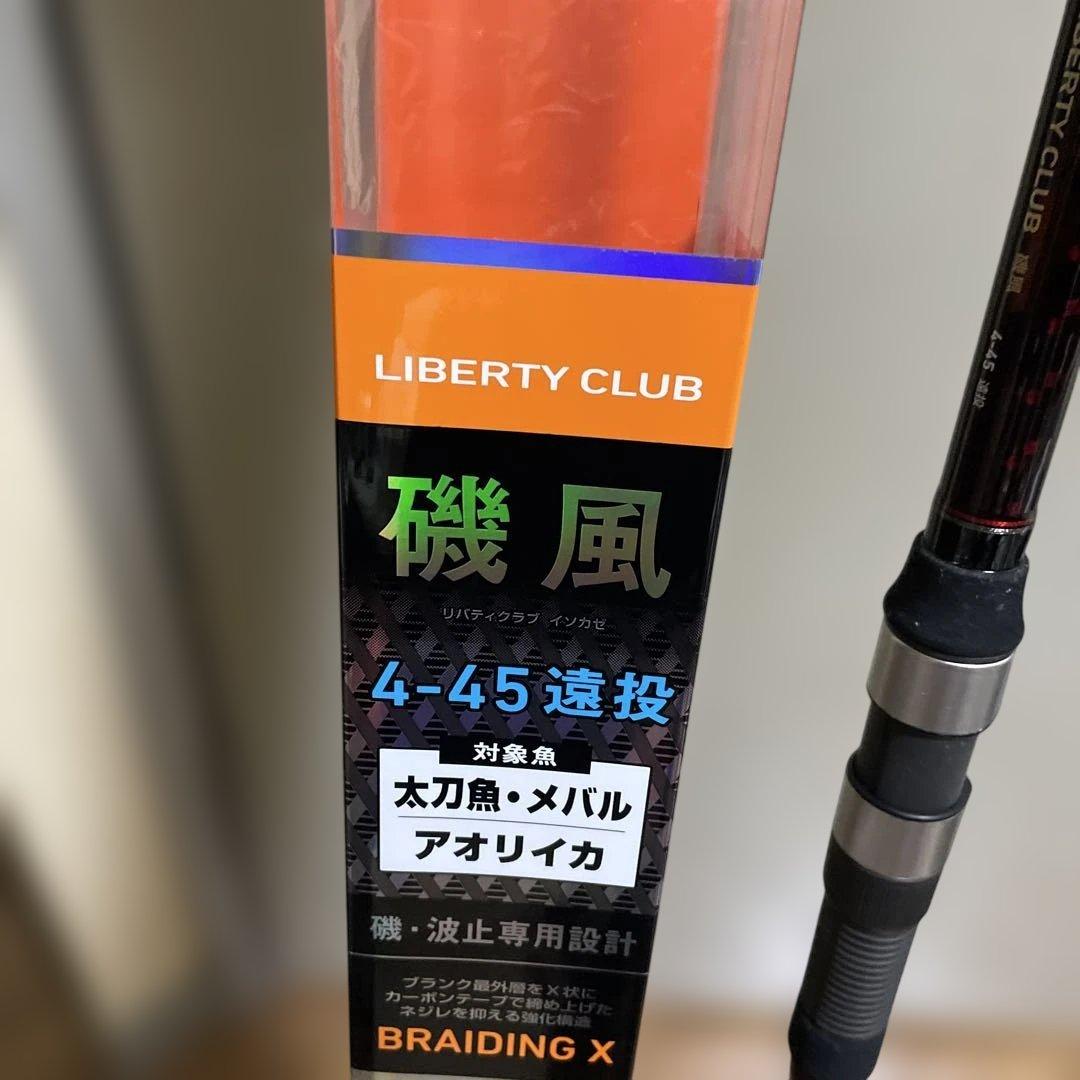 LIBERTY CLUB
磯風
リバティクラブ イソカゼ
4-45遠投
対象魚
太刀魚・メバル
アオリイカ
磯・波止専用設計
ブランク最外層をX状に
カーボンテープで締め上げた
ネジレを抑える強化構造
BRAIDING X
BERTY CLUB 磯風 4-45 遠投